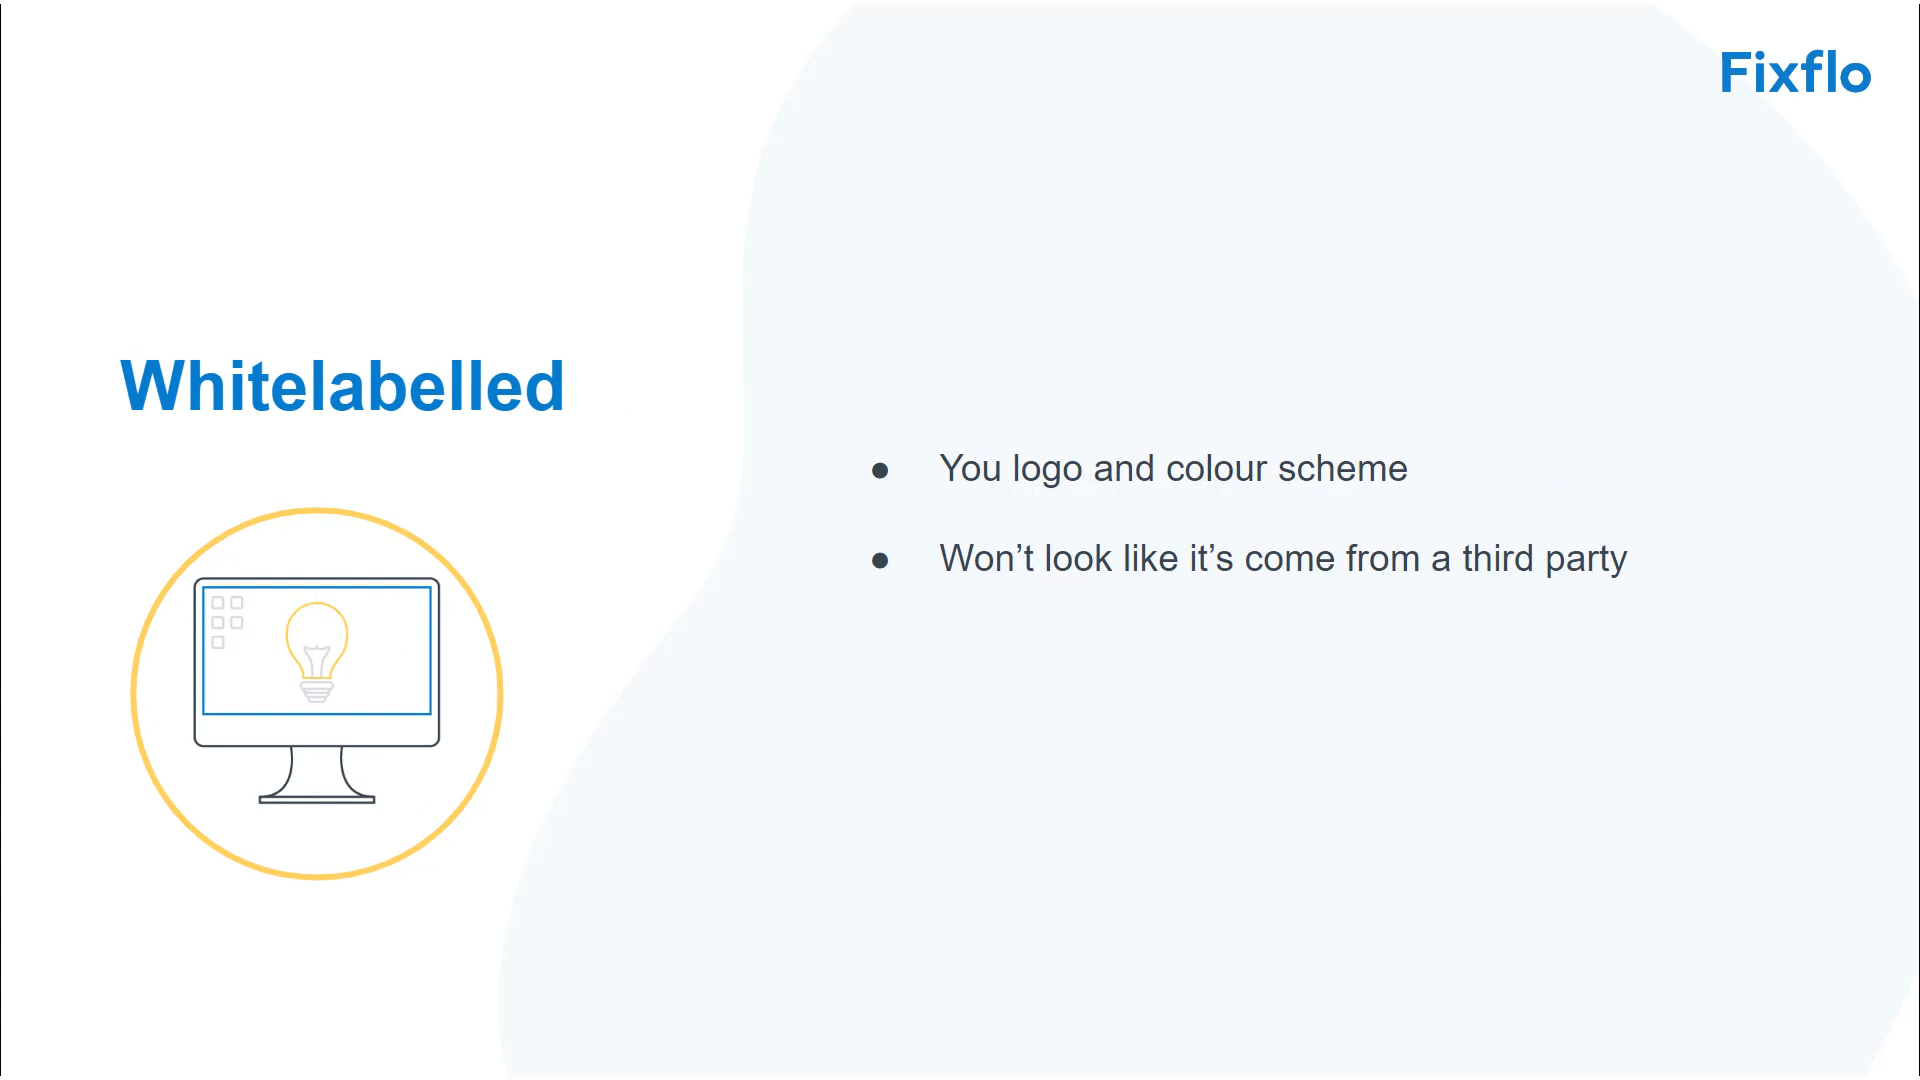 Fixflo
Whitelabelled
● You logo and colour scheme
● Won’t look like it’s come from a third party